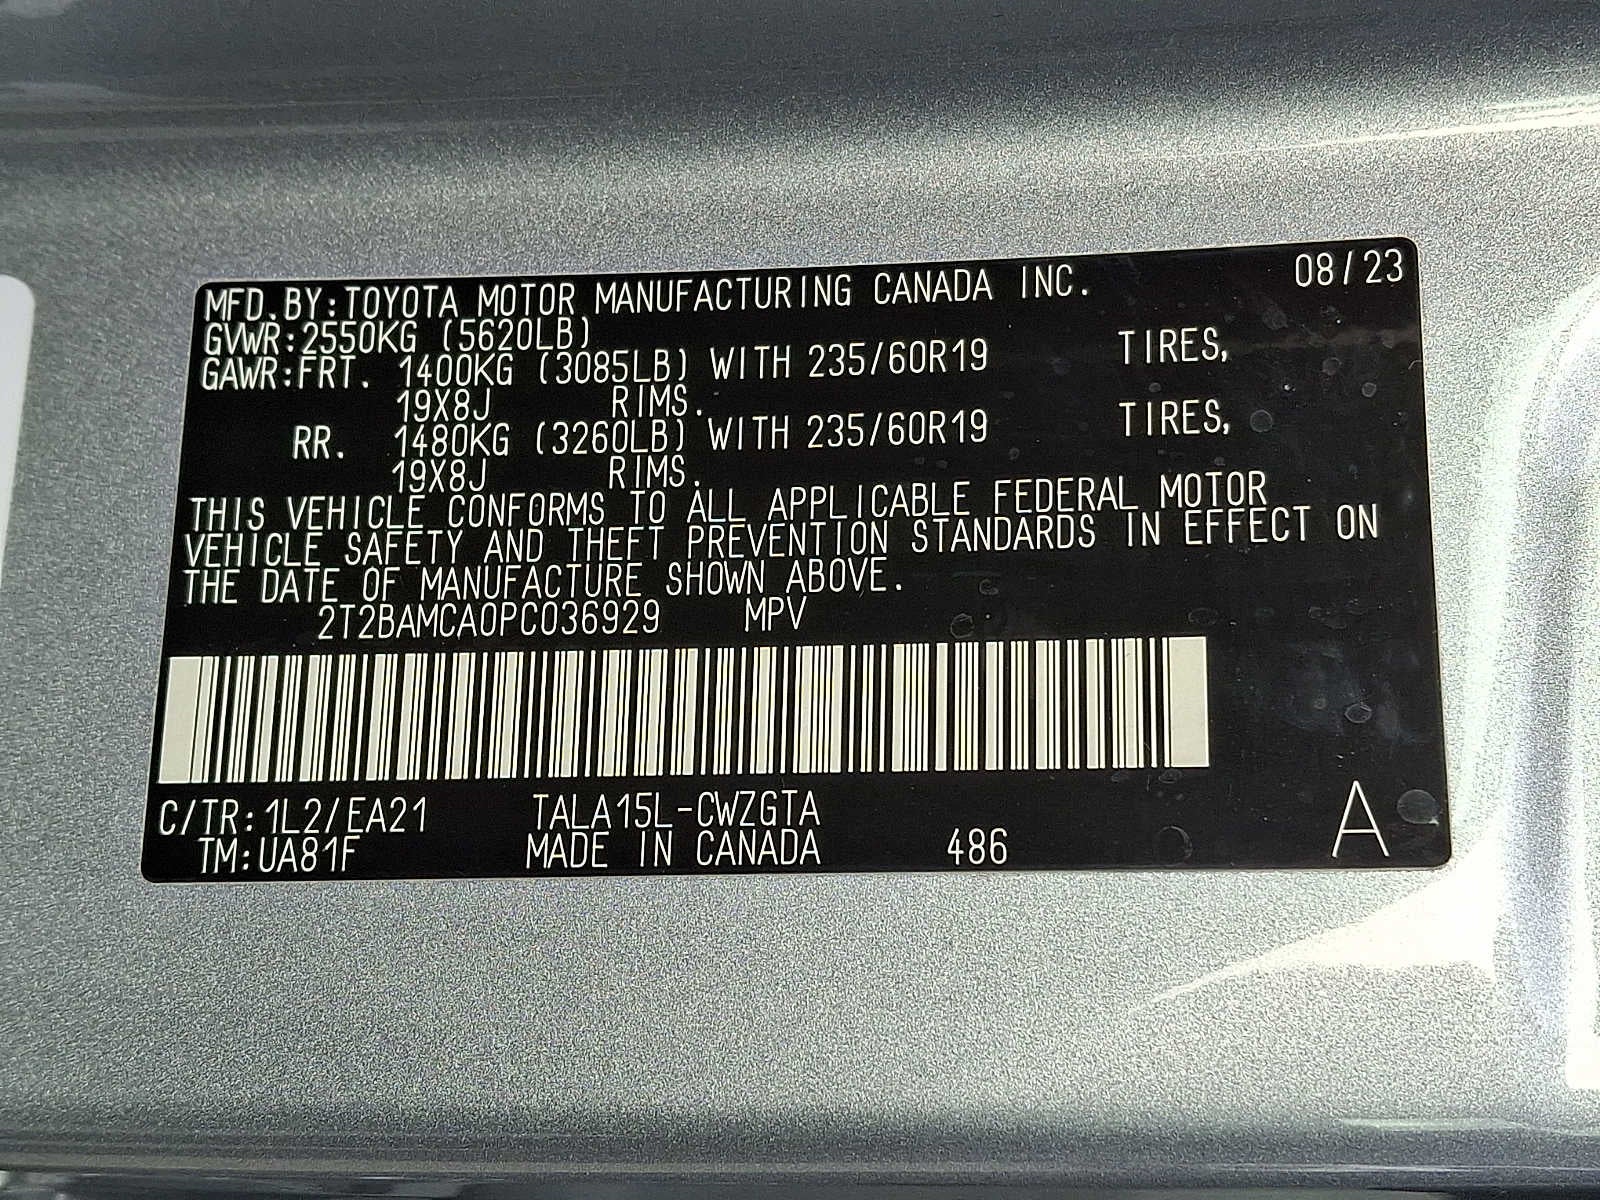 MFD.BY:TOYOTA MOTOR MANUFACTURING CANADA INC. 08/23
GVWR:2550KG (5620LB)
GAWR:FRT. 1400KG (3085LB) WITH 235/60R19 TIRES,
19X8J RIMS.
RR. 1480KG (3260LB) WITH 235/60R19 TIRES,
19X8J RIMS.
THIS VEHICLE CONFORMS TO ALL APPLICABLE FEDERAL MOTOR
VEHICLE SAFETY AND THEFT PREVENTION STANDARDS IN EFFECT ON
THE DATE OF MANUFACTURE SHOWN ABOVE.
2T2BAMCA0PC036929 MPV
C/TR:1L2/EA21 TALA15L-CWZGTA
TM:UA81F MADE IN CANADA 486 A